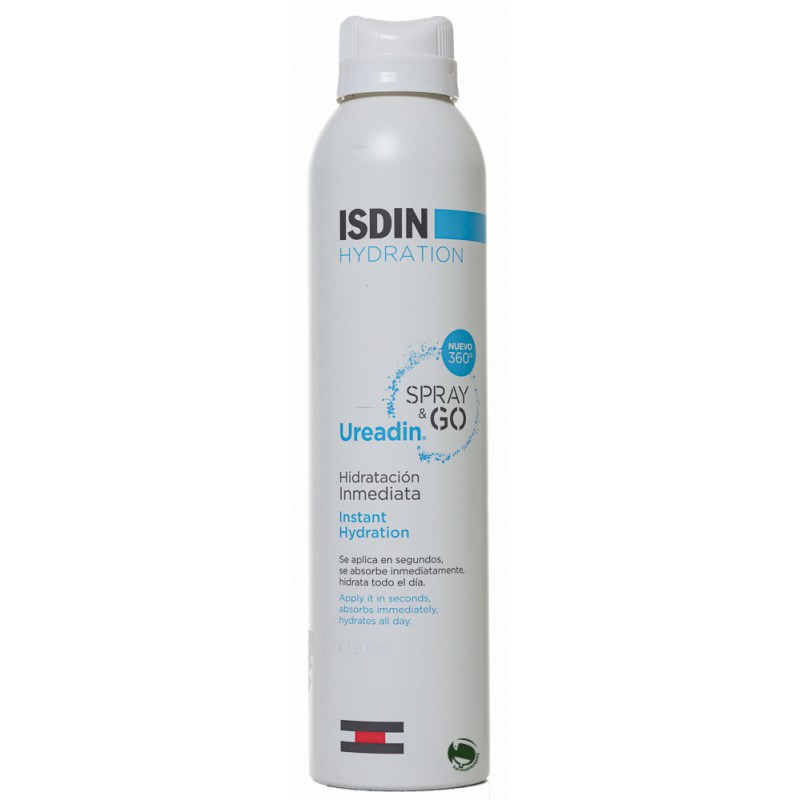 ISDIN
HYDRATION
NUEVO
360°
SPRAY
& GO
Ureadin®
Hidratación
Inmediata
Instant
Hydration
Se aplica en segundos,
se absorbe inmediatamente,
hidrata todo el día.
Apply it in seconds,
absorbs immediately,
hydrates all day.